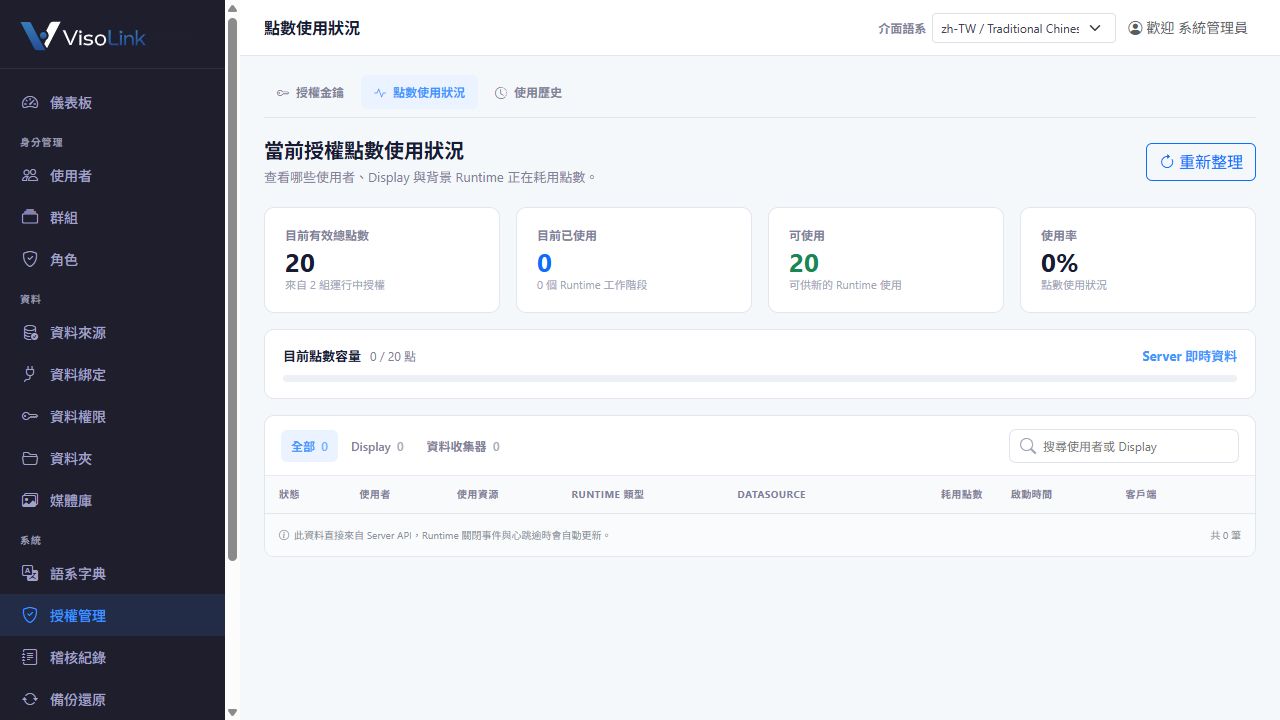 VisoLink
儀表板
身分管理
使用者
群組
角色
資料
資料來源
資料綁定
資料權限
資料夾
媒體庫
系統
語系字典
授權管理
稽核紀錄
備份還原
點數使用狀況
介面語系 zh-TW / Traditional Chines 歡迎 系統管理員
授權金鑰 點數使用狀況 使用歷史
當前授權點數使用狀況
查看哪些使用者、Display 與背景 Runtime 正在耗用點數。
重新整理
目前有效總點數
20
來自 2 組運行中授權
目前已使用
0
0 個 Runtime 工作階段
可使用
20
可供新的 Runtime 使用
使用率
0%
點數使用狀況
目前點數容量 0 / 20 點 Server 即時資料
全部 0 Display 0 資料收集器 0 搜尋使用者或 Display
狀態 使用者 使用資源 RUNTIME 類型 DATASOURCE 耗用點數 啟動時間 客戶端
此資料直接來自 Server API，Runtime 關閉事件與心跳逾時會自動更新。 共 0 筆